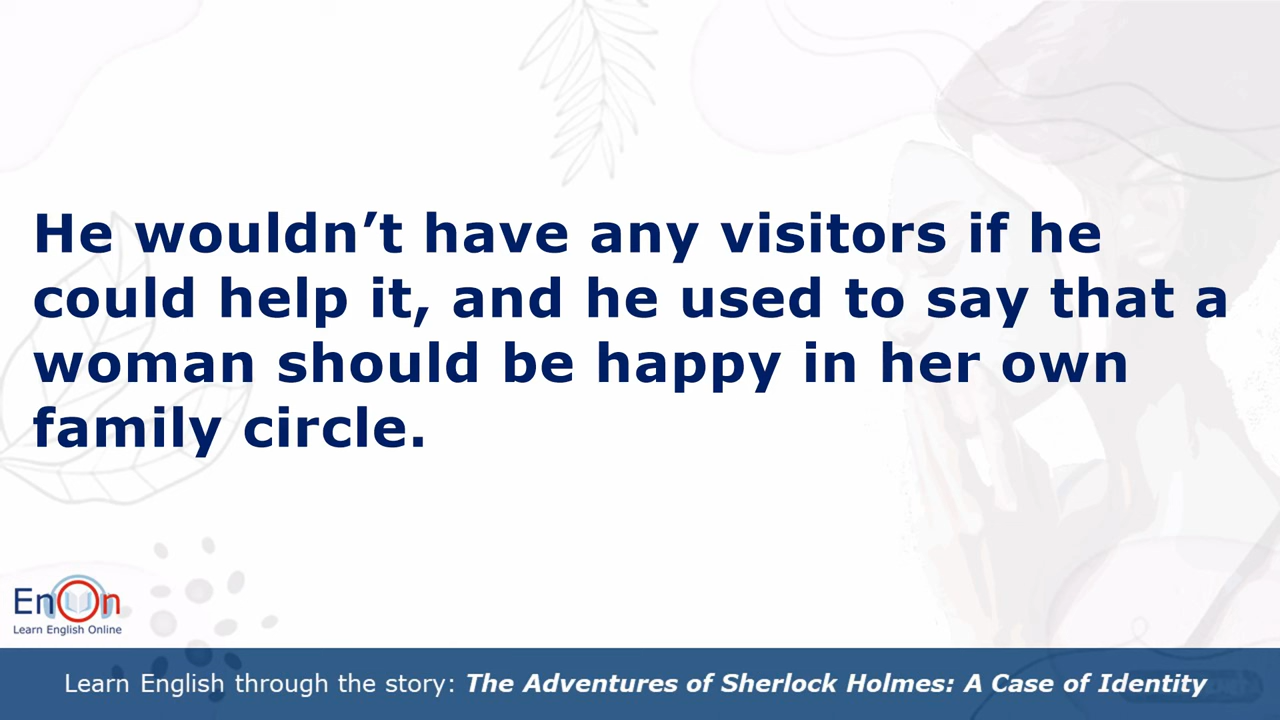 He wouldn’t have any visitors if he
could help it, and he used to say that a
woman should be happy in her own
family circle.
EnOn
Learn English Online
Learn English through the story: The Adventures of Sherlock Holmes: A Case of Identity